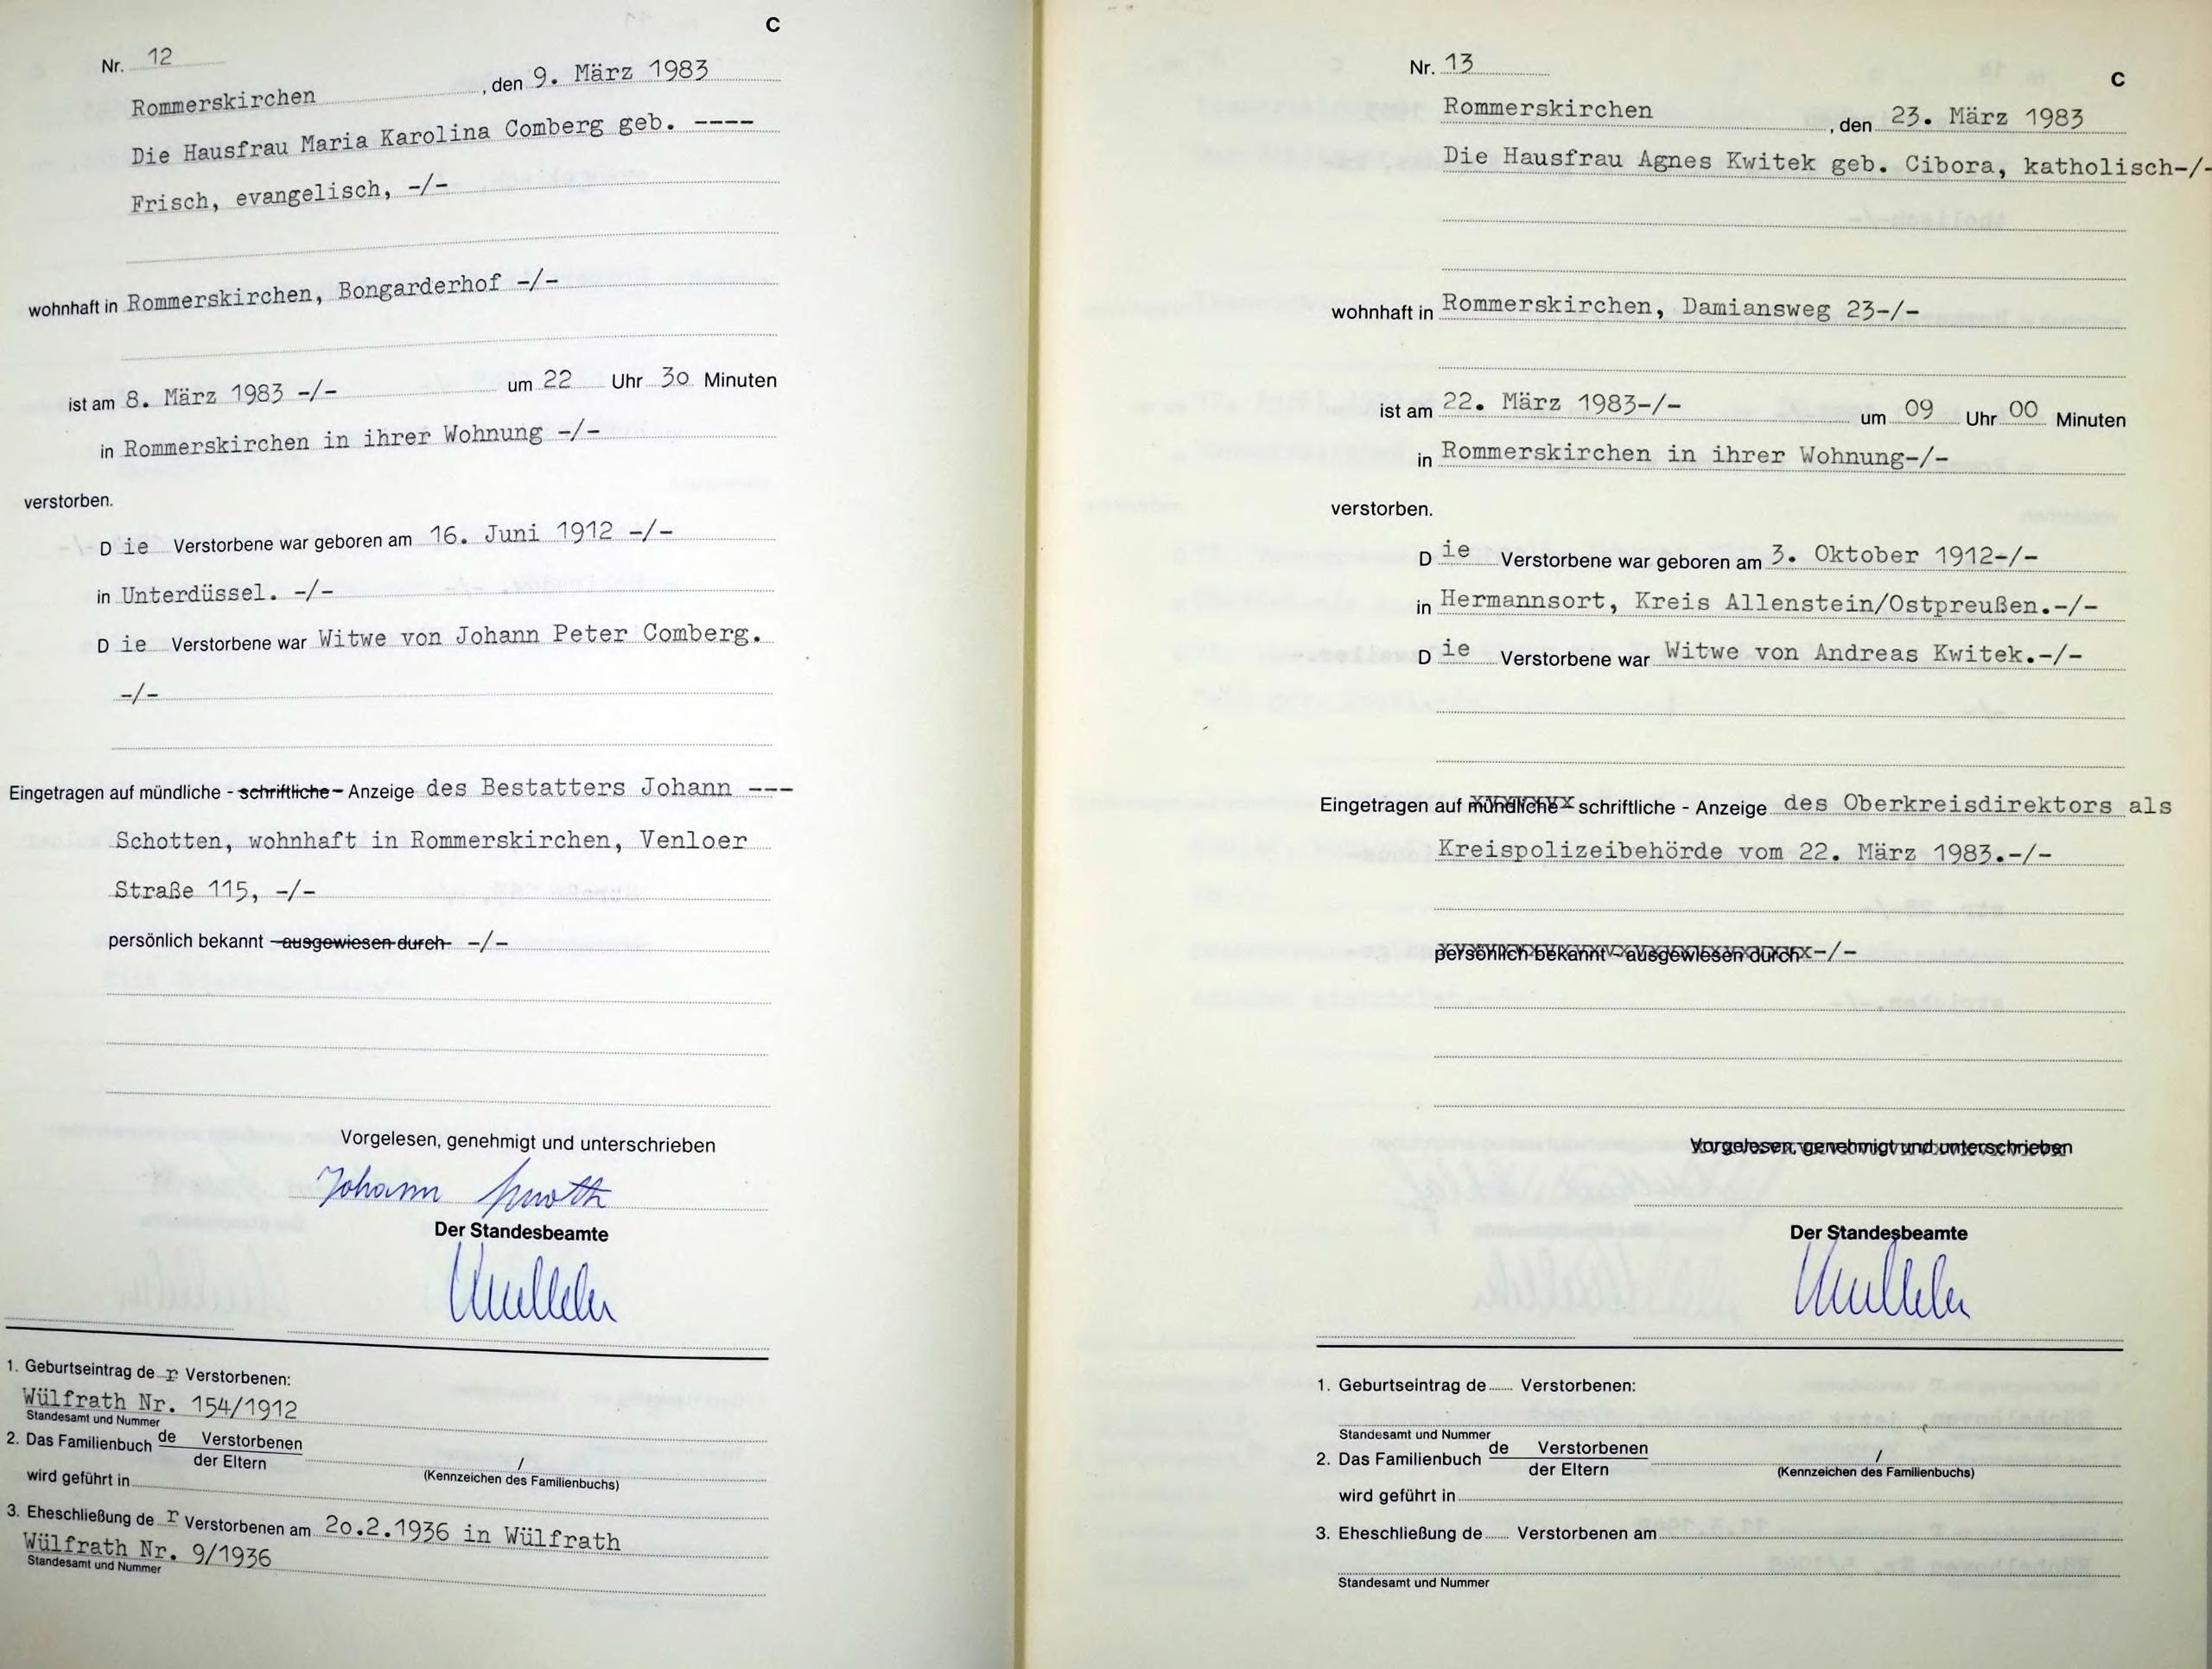 C
Nr. 12
Rommerskirchen , den 9. März 1983
Die Hausfrau Maria Karolina Comberg geb. ----
Frisch, evangelisch, -/-
wohnhaft in Rommerskirchen, Bongarderhof -/-
ist am 8. März 1983 -/- um 22 Uhr 30 Minuten
in Rommerskirchen in ihrer Wohnung -/-
verstorben.
D ie Verstorbene war geboren am 16. Juni 1912 -/-
in Unterdüssel. -/-
D ie Verstorbene war Witwe von Johann Peter Comberg.
-/-
Eingetragen auf mündliche - schriftliche - Anzeige des Bestatters Johann ---
Schotten, wohnhaft in Rommerskirchen, Venloer
Straße 115, -/-
persönlich bekannt - ausgewiesen durch -/-
Vorgelesen, genehmigt und unterschrieben
Johann
Der Standesbeamte
1. Geburtseintrag de r Verstorbenen:
Wülfrath Nr. 154/1912
Standesamt und Nummer
2. Das Familienbuch de Verstorbenen
der Eltern /
(Kennzeichen des Familienbuchs)
wird geführt in
3. Eheschließung de r Verstorbenen am 20.2.1936 in Wülfrath
Wülfrath Nr. 9/1936
Standesamt und Nummer
Nr. 13
C
Rommerskirchen , den 23. März 1983
Die Hausfrau Agnes Kwitek geb. Cibora, katholisch-/-
wohnhaft in Rommerskirchen, Damiansweg 23-/-
ist am 22. März 1983-/- um 09 Uhr 00 Minuten
in Rommerskirchen in ihrer Wohnung-/-
verstorben.
D ie Verstorbene war geboren am 3. Oktober 1912-/-
in Hermannsort, Kreis Allenstein/Ostpreußen.-/-
D ie Verstorbene war Witwe von Andreas Kwitek.-/-
Eingetragen auf mündliche - schriftliche - Anzeige des Oberkreisdirektors als
Kreispolizeibehörde vom 22. März 1983.-/-
persönlich bekannt - ausgewiesen durch -/-
Vorgelesen, genehmigt und unterschrieben
Der Standesbeamte
1. Geburtseintrag de Verstorbenen:
Standesamt und Nummer
2. Das Familienbuch de Verstorbenen
der Eltern /
(Kennzeichen des Familienbuchs)
wird geführt in
3. Eheschließung de Verstorbenen am
Standesamt und Nummer